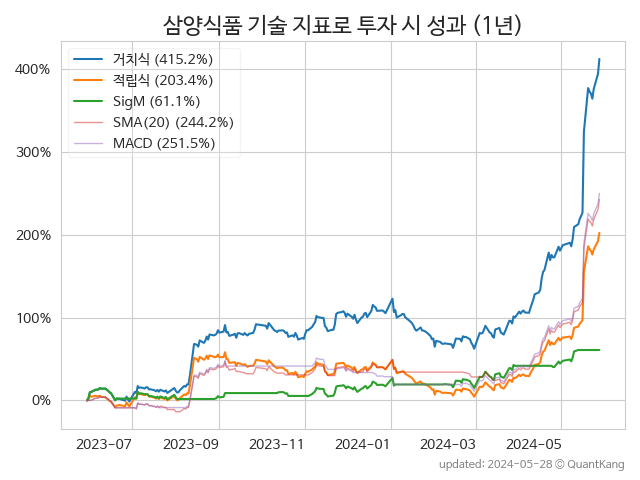 삼양식품 기술 지표로 투자 시 성과 (1년)
거치식 (415.2%)
적립식 (203.4%)
SigM (61.1%)
SMA(20) (244.2%)
MACD (251.5%)
400%
300%
200%
100%
0%
2023-07 2023-09 2023-11 2024-01 2024-03 2024-05
updated: 2024-05-28 © QuantKang